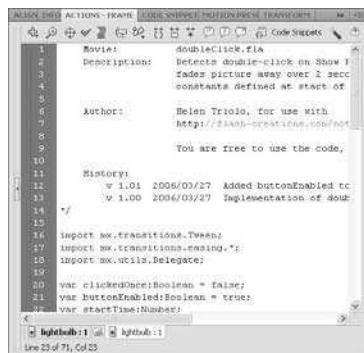 ALIGN INFO ACTIONS - FRAME CODE SNIPPET MOTION PRESE TRANSFORM
Code Snippets
1 Movie: doubleClick.fla
2 Description: Detects double-click on Show
3 fades picture away over 2 seco
4 constants defined at start of
5
6 Author: Helen Triolo, for use with
7 http://flash-creations.com/not
8
9 You are free to use the code,
10
11 History:
12 v 1.01 2006/03/27 Added buttonEnabled to
13 v 1.00 2006/03/27 Implementation of doub
14 */
15
16 import mx.transitions.Tween;
17 import mx.transitions.easing.*;
18 import mx.utils.Delegate;
19
20 var clickedOnce:Boolean = false;
21 var buttonEnabled:Boolean = true;
22 var startTime:Number;
lightbulb : 1 lightbulb : 1
Line 23 of 71, Col 23